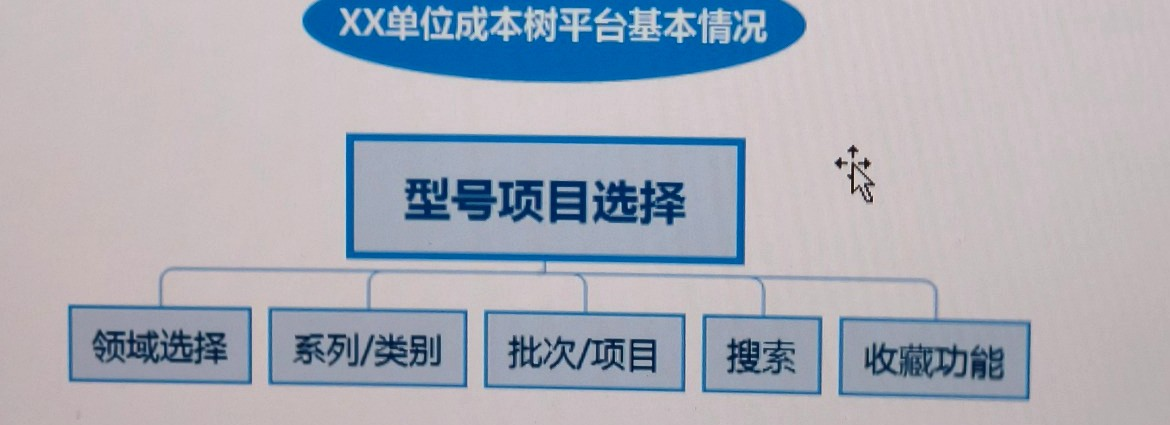 XX单位成本树平台基本情况
型号项目选择
领域选择
系列/类别
批次/项目
搜索
收藏功能